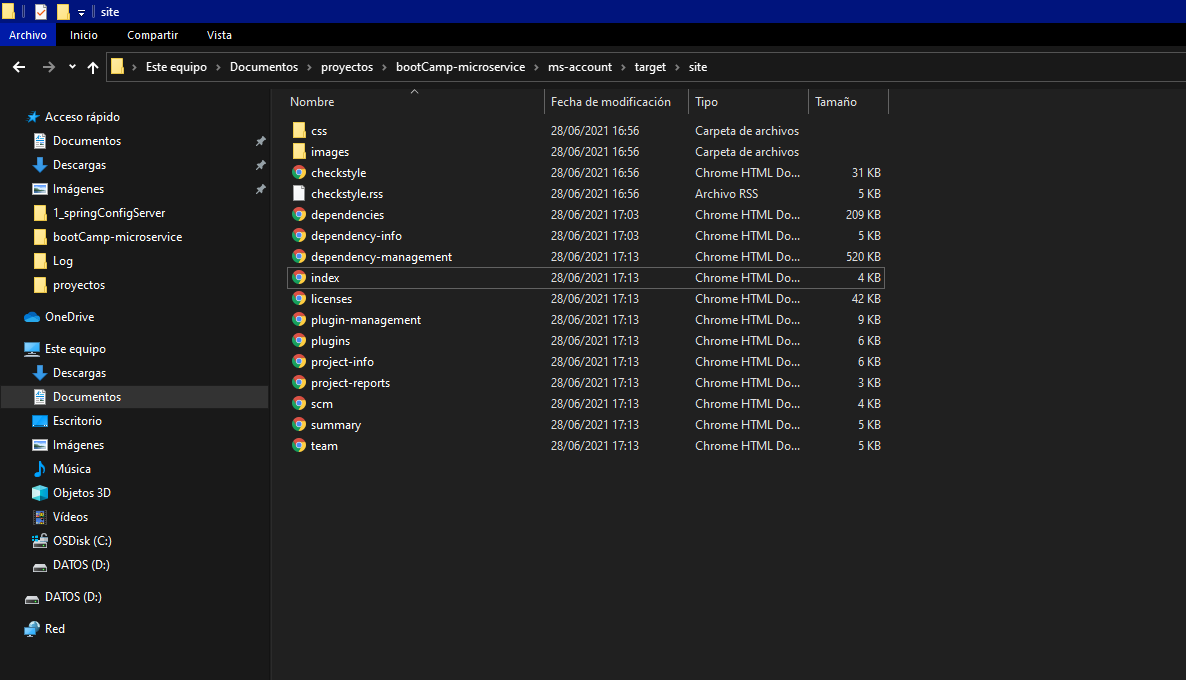 site
Archivo Inicio Compartir Vista
Este equipo Documentos proyectos bootCamp-microservice ms-account target site
Acceso rápido
Documentos
Descargas
Imágenes
1_springConfigServer
bootCamp-microservice
Log
proyectos
OneDrive
Este equipo
Descargas
Documentos
Escritorio
Imágenes
Música
Objetos 3D
Vídeos
OSDisk (C:)
DATOS (D:)
DATOS (D:)
Red
Nombre Fecha de modificación Tipo Tamaño
css 28/06/2021 16:56 Carpeta de archivos
images 28/06/2021 16:56 Carpeta de archivos
checkstyle 28/06/2021 16:56 Chrome HTML Do... 31 KB
checkstyle.rss 28/06/2021 16:56 Archivo RSS 5 KB
dependencies 28/06/2021 17:03 Chrome HTML Do... 209 KB
dependency-info 28/06/2021 17:03 Chrome HTML Do... 5 KB
dependency-management 28/06/2021 17:13 Chrome HTML Do... 520 KB
index 28/06/2021 17:13 Chrome HTML Do... 4 KB
licenses 28/06/2021 17:13 Chrome HTML Do... 42 KB
plugin-management 28/06/2021 17:13 Chrome HTML Do... 9 KB
plugins 28/06/2021 17:13 Chrome HTML Do... 6 KB
project-info 28/06/2021 17:13 Chrome HTML Do... 6 KB
project-reports 28/06/2021 17:13 Chrome HTML Do... 3 KB
scm 28/06/2021 17:13 Chrome HTML Do... 4 KB
summary 28/06/2021 17:13 Chrome HTML Do... 5 KB
team 28/06/2021 17:13 Chrome HTML Do... 5 KB